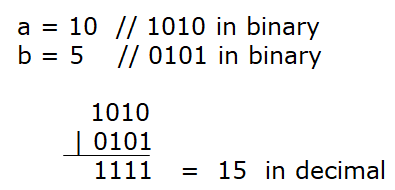 a = 10 // 1010 in binary
b = 5 // 0101 in binary
1010
| 0101
1111 = 15 in decimal